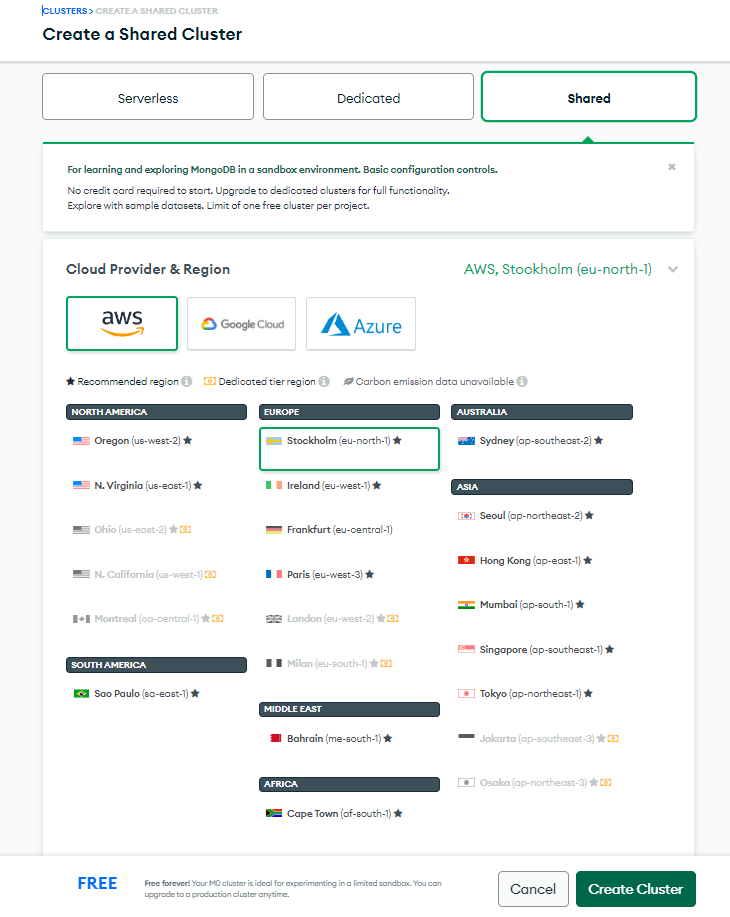 CLUSTERS > CREATE A SHARED CLUSTER
Create a Shared Cluster
Serverless
Dedicated
Shared
For learning and exploring MongoDB in a sandbox environment. Basic configuration controls.
No credit card required to start. Upgrade to dedicated clusters for full functionality.
Explore with sample datasets. Limit of one free cluster per project.
Cloud Provider & Region
AWS, Stockholm (eu-north-1)
aws
Google Cloud
Azure
Recommended region
Dedicated tier region
Carbon emission data unavailable
NORTH AMERICA
Oregon (us-west-2)
N. Virginia (us-east-1)
Ohio (us-east-2)
N. California (us-west-1)
Montreal (ca-central-1)
SOUTH AMERICA
Sao Paulo (sa-east-1)
EUROPE
Stockholm (eu-north-1)
Ireland (eu-west-1)
Frankfurt (eu-central-1)
Paris (eu-west-3)
London (eu-west-2)
Milan (eu-south-1)
MIDDLE EAST
Bahrain (me-south-1)
AFRICA
Cape Town (af-south-1)
AUSTRALIA
Sydney (ap-southeast-2)
ASIA
Seoul (ap-northeast-2)
Hong Kong (ap-east-1)
Mumbai (ap-south-1)
Singapore (ap-southeast-1)
Tokyo (ap-northeast-1)
Jakarta (ap-southeast-3)
Osaka (ap-northeast-3)
FREE
Free forever! Your M0 cluster is ideal for experimenting in a limited sandbox. You can
upgrade to a production cluster anytime.
Cancel
Create Cluster